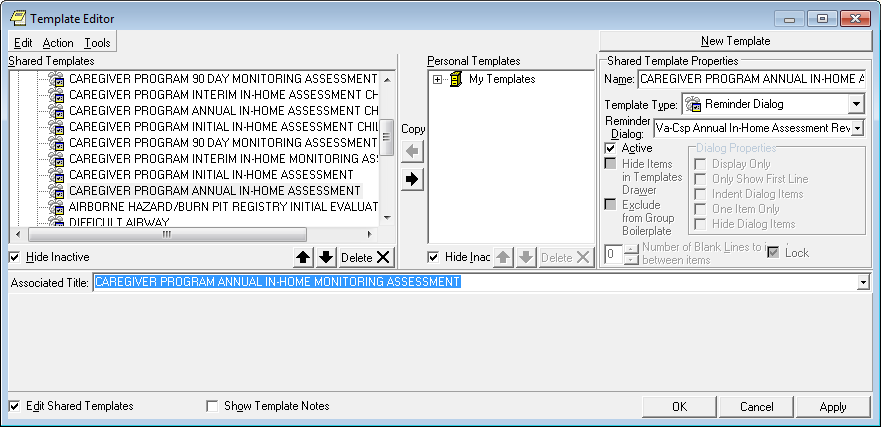 Template Editor
Edit Action Tools
New Template
Shared Templates
CAREGIVER PROGRAM 90 DAY MONITORING ASSESSMENT
CAREGIVER PROGRAM INTERIM IN-HOME ASSESSMENT CH
CAREGIVER PROGRAM ANNUAL IN-HOME ASSESSMENT CHI
CAREGIVER PROGRAM INITIAL IN-HOME ASSESSMENT CHIL
CAREGIVER PROGRAM 90 DAY MONITORING ASSESSMENT
CAREGIVER PROGRAM INTERIM IN-HOME MONITORING AS
CAREGIVER PROGRAM INITIAL IN-HOME ASSESSMENT
CAREGIVER PROGRAM ANNUAL IN-HOME ASSESSMENT
AIRBORNE HAZARD/BURN PIT REGISTRY INITIAL EVALUAT
DIFFICULT AIRWAY
Hide Inactive
Delete
Copy
Personal Templates
My Templates
Hide Inac
Delete
Shared Template Properties
Name: CAREGIVER PROGRAM ANNUAL IN-HOME A
Template Type: Reminder Dialog
Reminder Dialog: Va-Csp Annual In-Home Assessment Rev
Active
Hide Items in Templates Drawer
Exclude from Group Boilerplate
Dialog Properties
Display Only
Only Show First Line
Indent Dialog Items
One Item Only
Hide Dialog Items
0 Number of Blank Lines to i
between items
Lock
Associated Title: CAREGIVER PROGRAM ANNUAL IN-HOME MONITORING ASSESSMENT
Edit Shared Templates
Show Template Notes
OK
Cancel
Apply